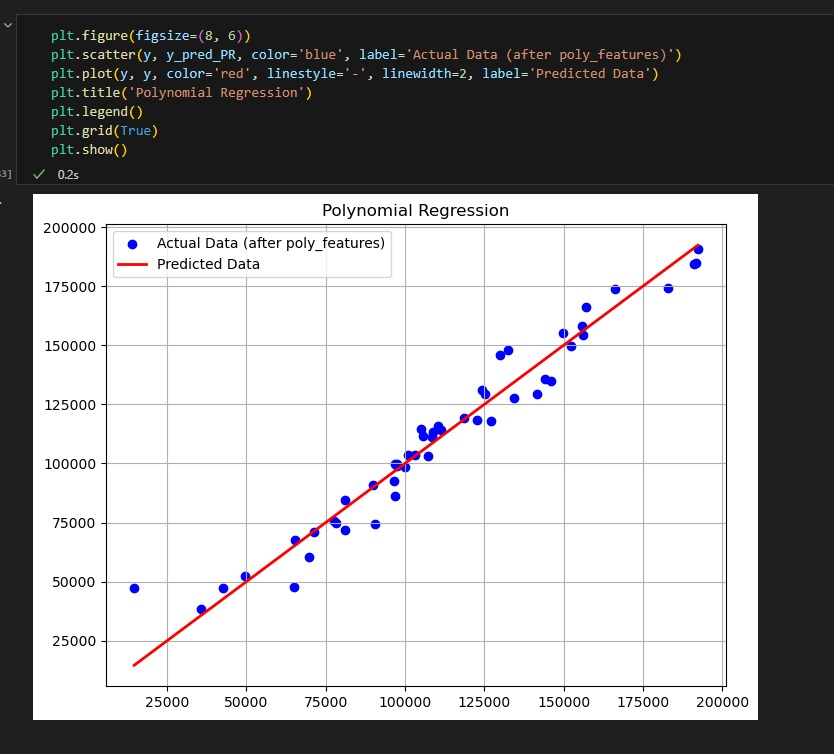 plt.figure(figsize=(8, 6))
plt.scatter(y, y_pred_PR, color='blue', label='Actual Data (after poly_features)')
plt.plot(y, y, color='red', linestyle='-', linewidth=2, label='Predicted Data')
plt.title('Polynomial Regression')
plt.legend()
plt.grid(True)
plt.show()
3] 0.2s
Polynomial Regression
200000
Actual Data (after poly_features)
Predicted Data
175000
150000
125000
100000
75000
50000
25000
25000 50000 75000 100000 125000 150000 175000 200000